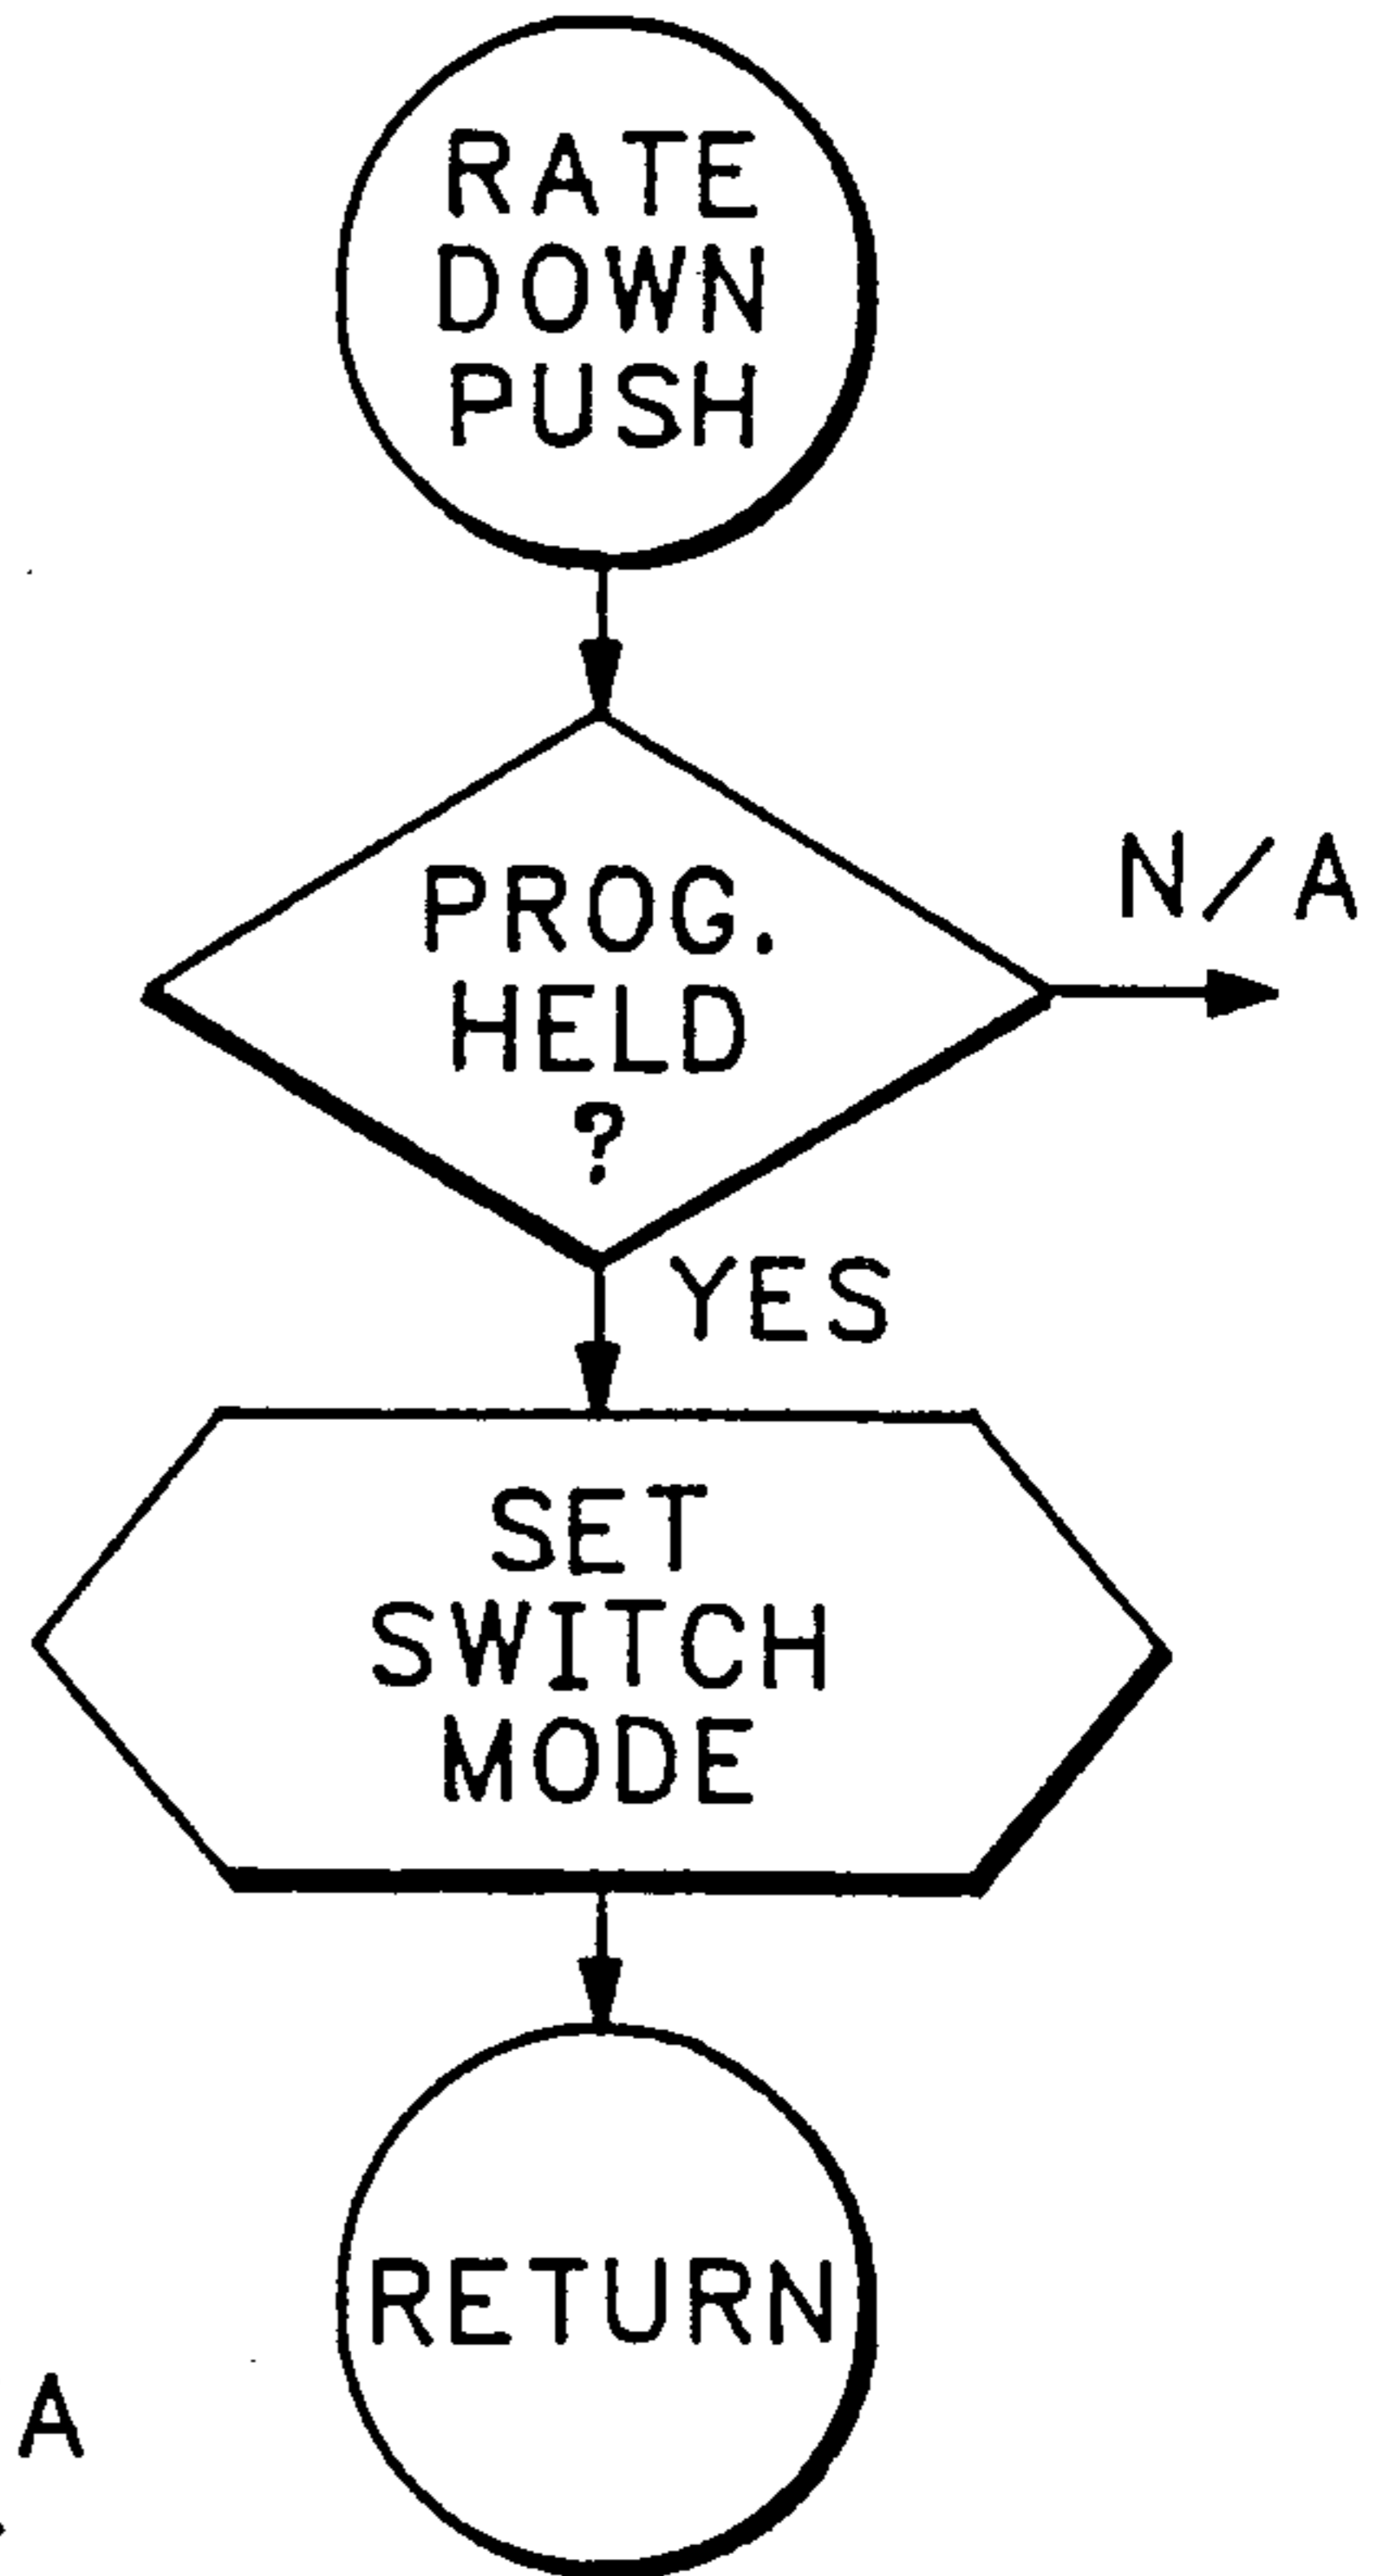 RATE
DOWN
PUSH
PROG.
HELD
?
N/A
YES
SET
SWITCH
MODE
RETURN
A